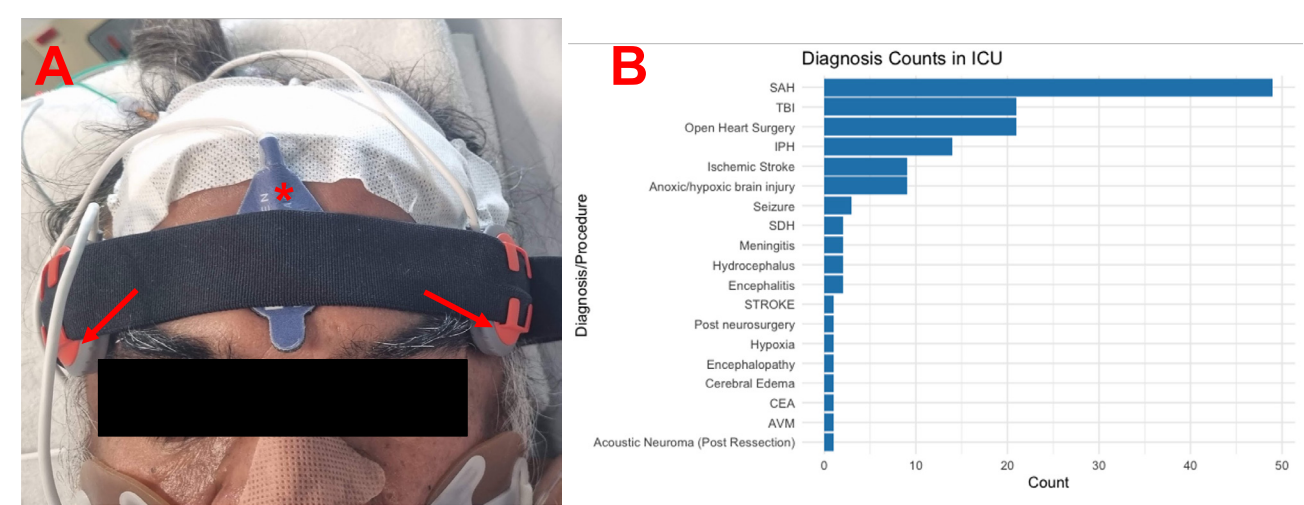 A
*
EN
B
Diagnosis Counts in ICU
Diagnosis/Procedure
SAH
TBI
Open Heart Surgery
IPH
Ischemic Stroke
Anoxic/hypoxic brain injury
Seizure
SDH
Meningitis
Hydrocephalus
Encephalitis
STROKE
Post neurosurgery
Hypoxia
Encephalopathy
Cerebral Edema
CEA
AVM
Acoustic Neuroma (Post Ressection)
0 10 20 30 40 50
Count